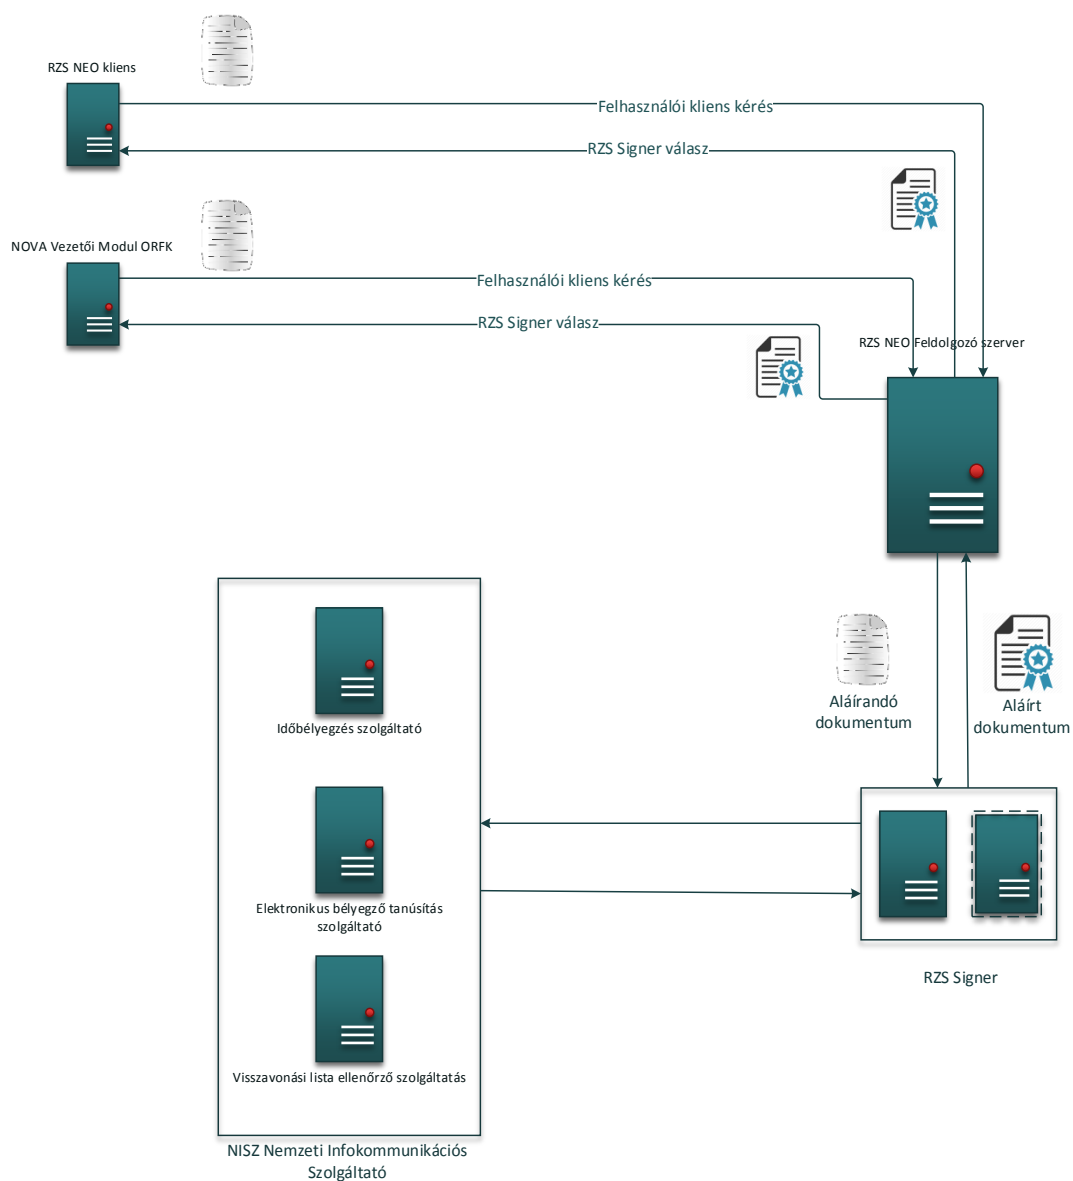 RZS NEO kliens
Felhasználói kliens kérés
RZS Signer válasz
NOVA Vezetői Modul ORFK
Felhasználói kliens kérés
RZS Signer válasz
RZS NEO Feldolgozó szerver
Aláírandó
dokumentum
Aláírt
dokumentum
Időbélyegzés szolgáltató
Elektronikus bélyegző tanúsítás
szolgáltató
RZS Signer
Visszavonási lista ellenőrző szolgáltatás
NISZ Nemzeti Infokommunikációs
Szolgáltató